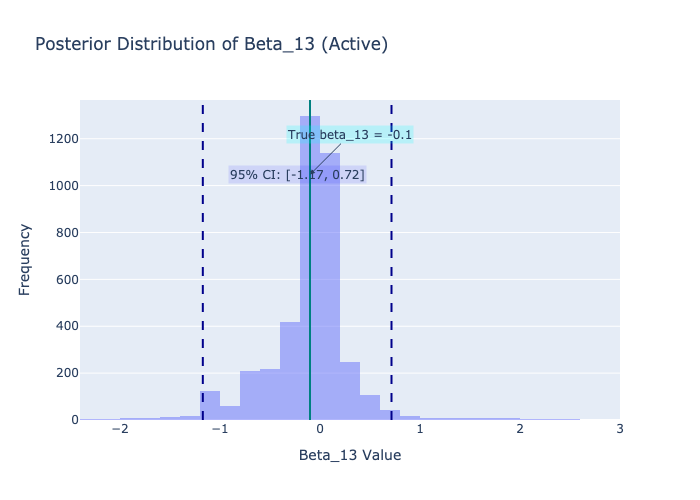 Posterior Distribution of Beta_13 (Active)
True beta_13 = -0.1
95% CI: [-1.17, 0.72]
1200
1000
800
600
400
200
0
−2
−1
0
1
2
3
Frequency
Beta_13 Value